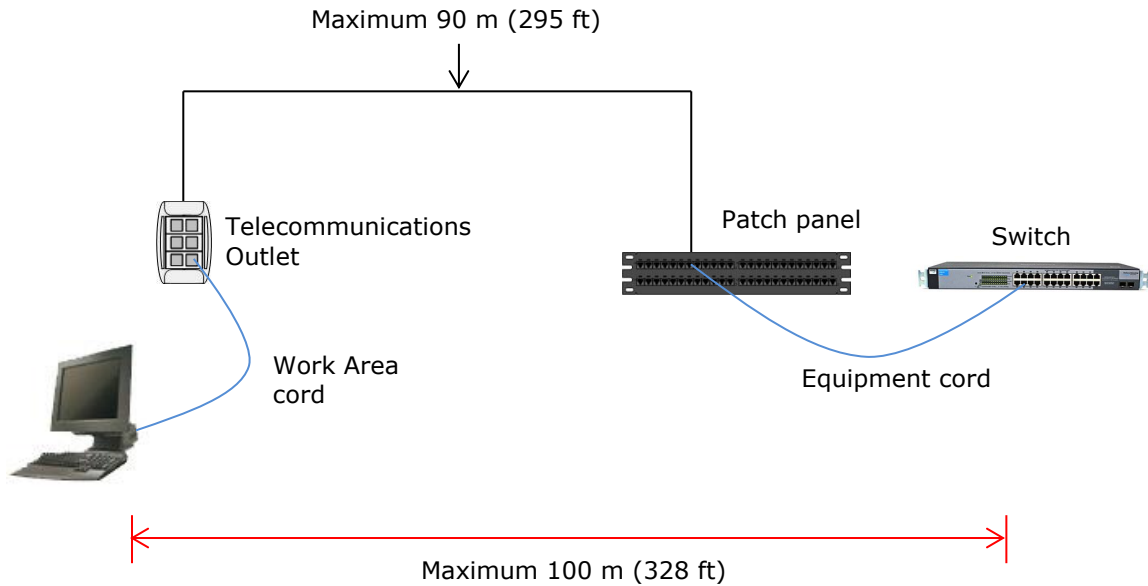 Maximum 90 m (295 ft)
Telecommunications
Outlet
Patch panel
Switch
Work Area
cord
Equipment cord
Maximum 100 m (328 ft)